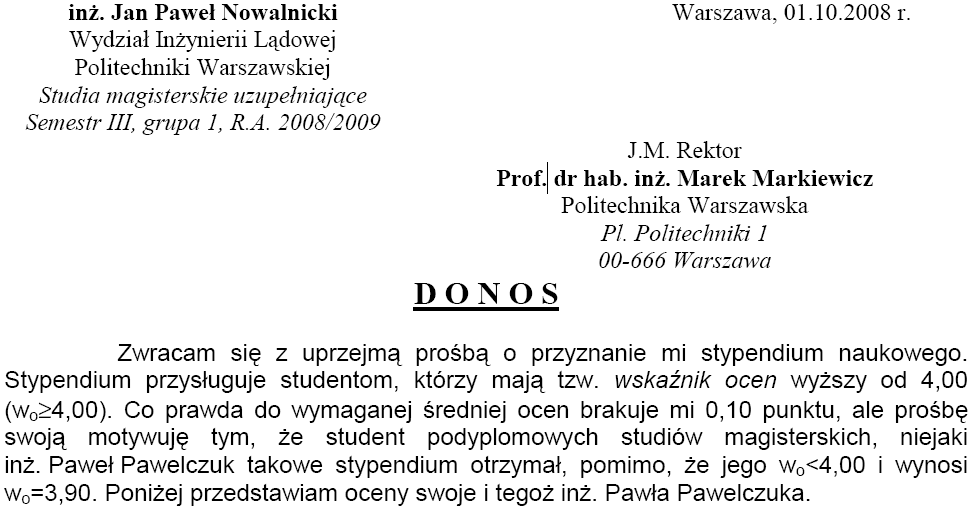 inż. Jan Paweł Nowalnicki
Warszawa, 01.10.2008 r.
Wydział Inżynierii Lądowej
Politechniki Warszawskiej
Studia magisterskie uzupełniające
Semestr III, grupa 1, R.A. 2008/2009
J.M. Rektor
Prof. dr hab. inż. Marek Markiewicz
Politechnika Warszawska
Pl. Politechniki 1
00-666 Warszawa
D O N O S
Zwracam się z uprzejmą prośbą o przyznanie mi stypendium naukowego.
Stypendium przysługuje studentom, którzy mają tzw. wskaźnik ocen wyższy od 4,00
(wo≥4,00). Co prawda do wymaganej średniej ocen brakuje mi 0,10 punktu, ale prośbę
swoją motywuję tym, że student podyplomowych studiów magisterskich, niejaki
inż. Paweł Pawelczuk takowe stypendium otrzymał, pomimo, że jego wo<4,00 i wynosi
wo=3,90. Poniżej przedstawiam oceny swoje i tegoż inż. Pawła Pawelczuka.